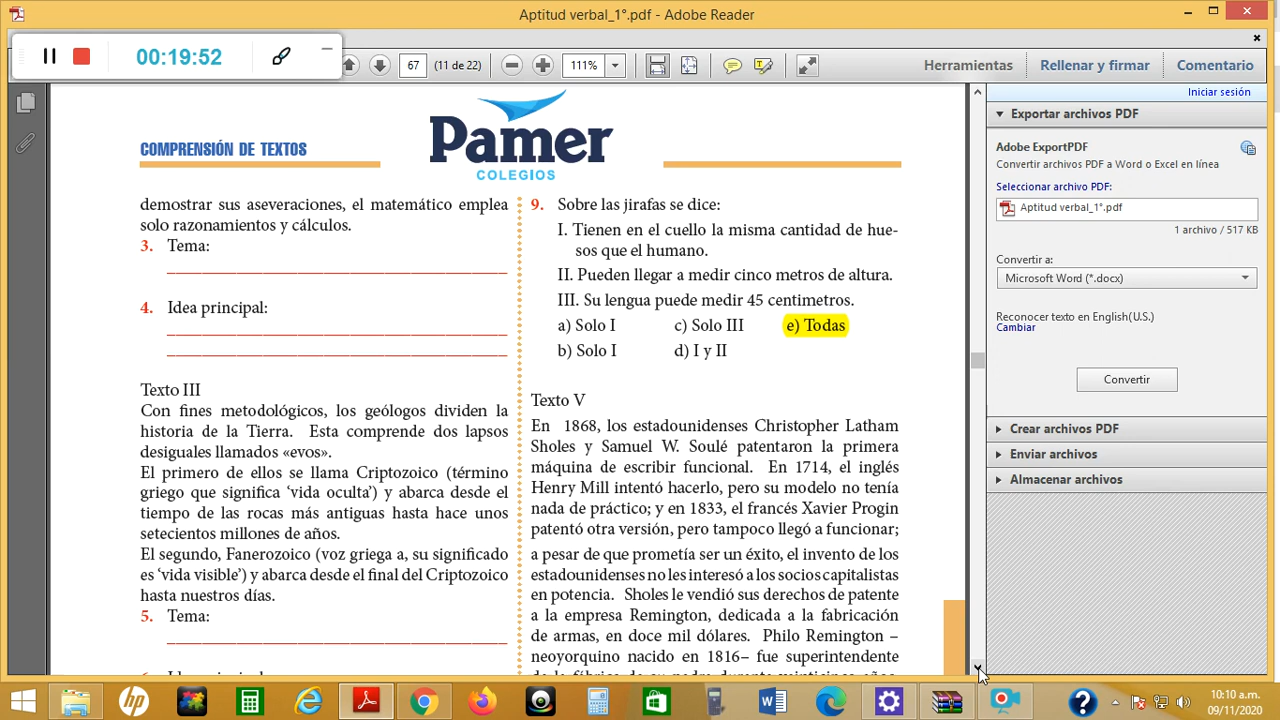 Aptitud verbal_1°.pdf - Adobe Reader
00:19:52
67
(11 de 22)
111%
Herramientas
Rellenar y firmar
Comentario
Iniciar sesión
Exportar archivos PDF
Adobe ExportPDF
Convertir archivos PDF a Word o Excel en línea
Seleccionar archivo PDF:
Aptitud verbal_1°.pdf
1 archivo / 517 KB
Convertir a:
Microsoft Word (*.docx)
Reconocer texto en English(U.S.)
Cambiar
Convertir
Crear archivos PDF
Enviar archivos
Almacenar archivos
COMPRENSIÓN DE TEXTOS
Pamer
COLEGIOS
demostrar sus aseveraciones, el matemático emplea
solo razonamientos y cálculos.
3. Tema:
4. Idea principal:
Texto III
Con fines metodológicos, los geólogos dividen la
historia de la Tierra. Esta comprende dos lapsos
desiguales llamados «evos».
El primero de ellos se llama Criptozoico (término
griego que significa ‘vida oculta’) y abarca desde el
tiempo de las rocas más antiguas hasta hace unos
setecientos millones de años.
El segundo, Fanerozoico (voz griega a, su significado
es ‘vida visible’) y abarca desde el final del Criptozoico
hasta nuestros días.
5. Tema:
9. Sobre las jirafas se dice:
I. Tienen en el cuello la misma cantidad de hue-
sos que el humano.
II. Pueden llegar a medir cinco metros de altura.
III. Su lengua puede medir 45 centimetros.
a) Solo I c) Solo III e) Todas
b) Solo I d) I y II
Texto V
En 1868, los estadounidenses Christopher Latham
Sholes y Samuel W. Soulé patentaron la primera
máquina de escribir funcional. En 1714, el inglés
Henry Mill intentó hacerlo, pero su modelo no tenía
nada de práctico; y en 1833, el francés Xavier Progin
patentó otra versión, pero tampoco llegó a funcionar;
a pesar de que prometía ser un éxito, el invento de los
estadounidenses no les interesó a los socios capitalistas
en potencia. Sholes le vendió sus derechos de patente
a la empresa Remington, dedicada a la fabricación
de armas, en doce mil dólares. Philo Remington –
neoyorquino nacido en 1816– fue superintendente
10:10 a.m.
09/11/2020